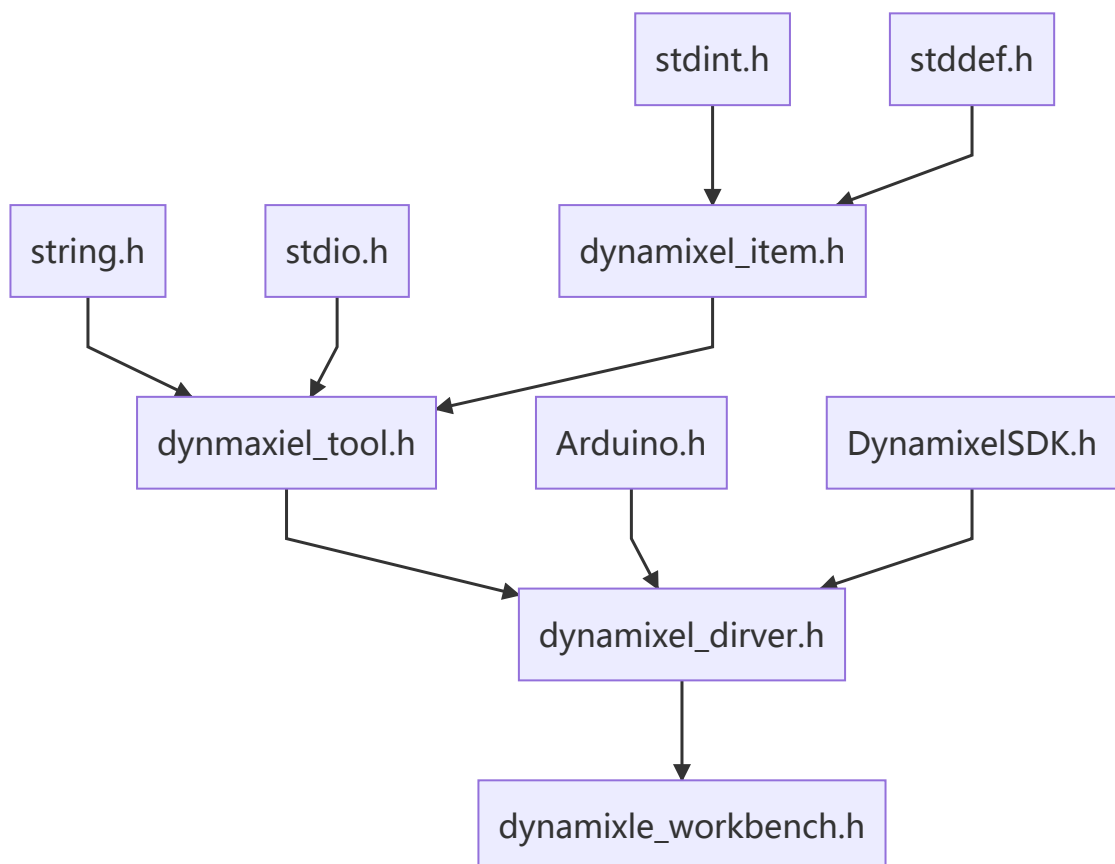 stdint.h
stddef.h
string.h
stdio.h
dynamixel_item.h
dynmaxiel_tool.h
Arduino.h
DynamixelSDK.h
dynamixel_dirver.h
dynamixle_workbench.h